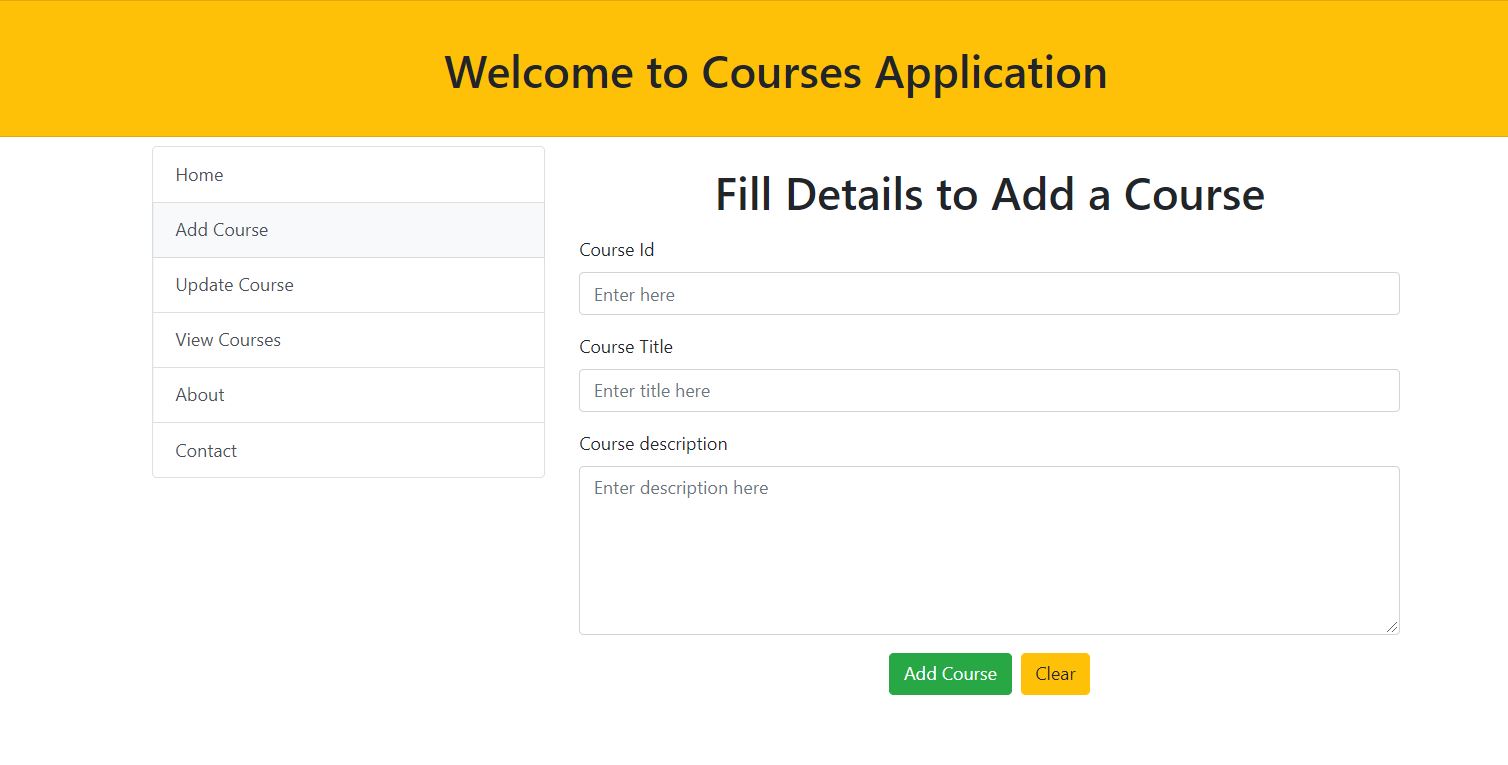 Welcome to Courses Application
Home
Add Course
Update Course
View Courses
About
Contact
Fill Details to Add a Course
Course Id
Enter here
Course Title
Enter title here
Course description
Enter description here
Add Course
Clear